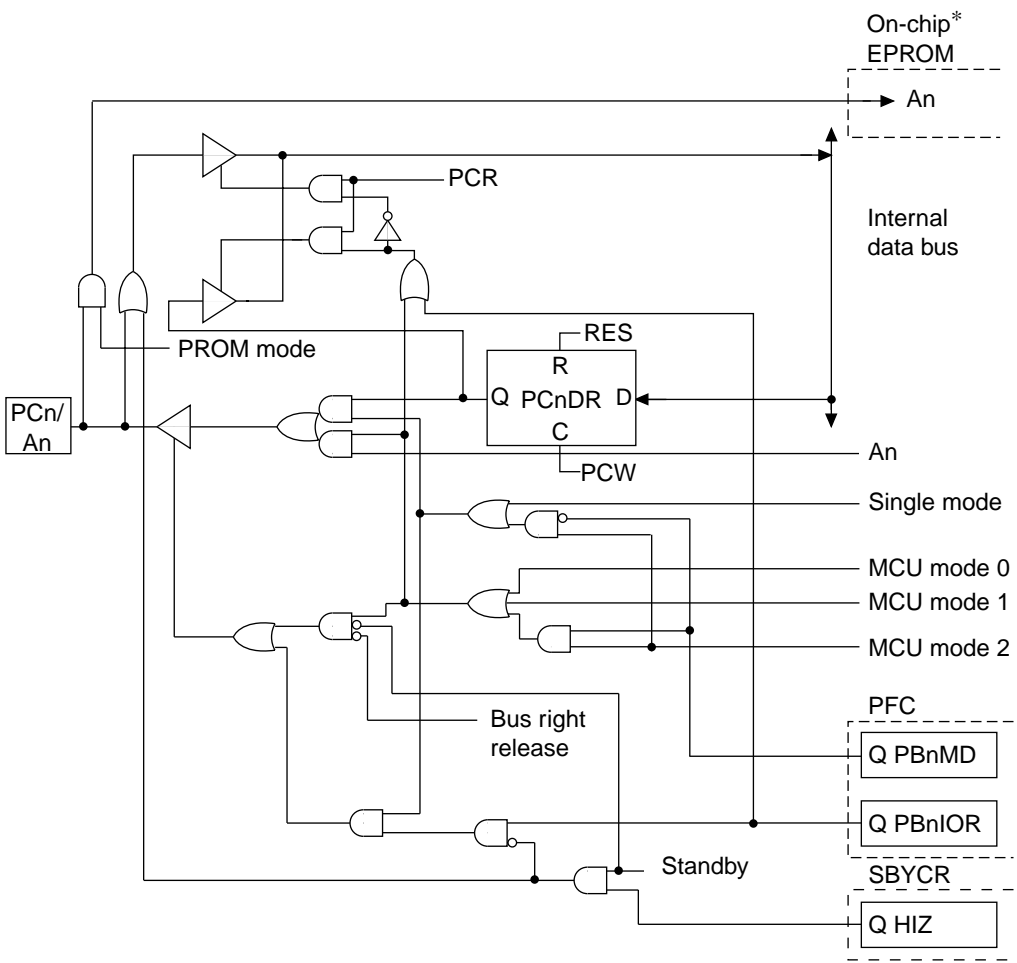 On-chip*
EPROM
An
PCR
Internal
data bus
PROM mode
RES
R
Q PCnDR D
C
PCW
PCn/
An
An
Single mode
MCU mode 0
MCU mode 1
MCU mode 2
Bus right
release
PFC
Q PBnMD
Q PBnIOR
Standby
SBYCR
Q HIZ